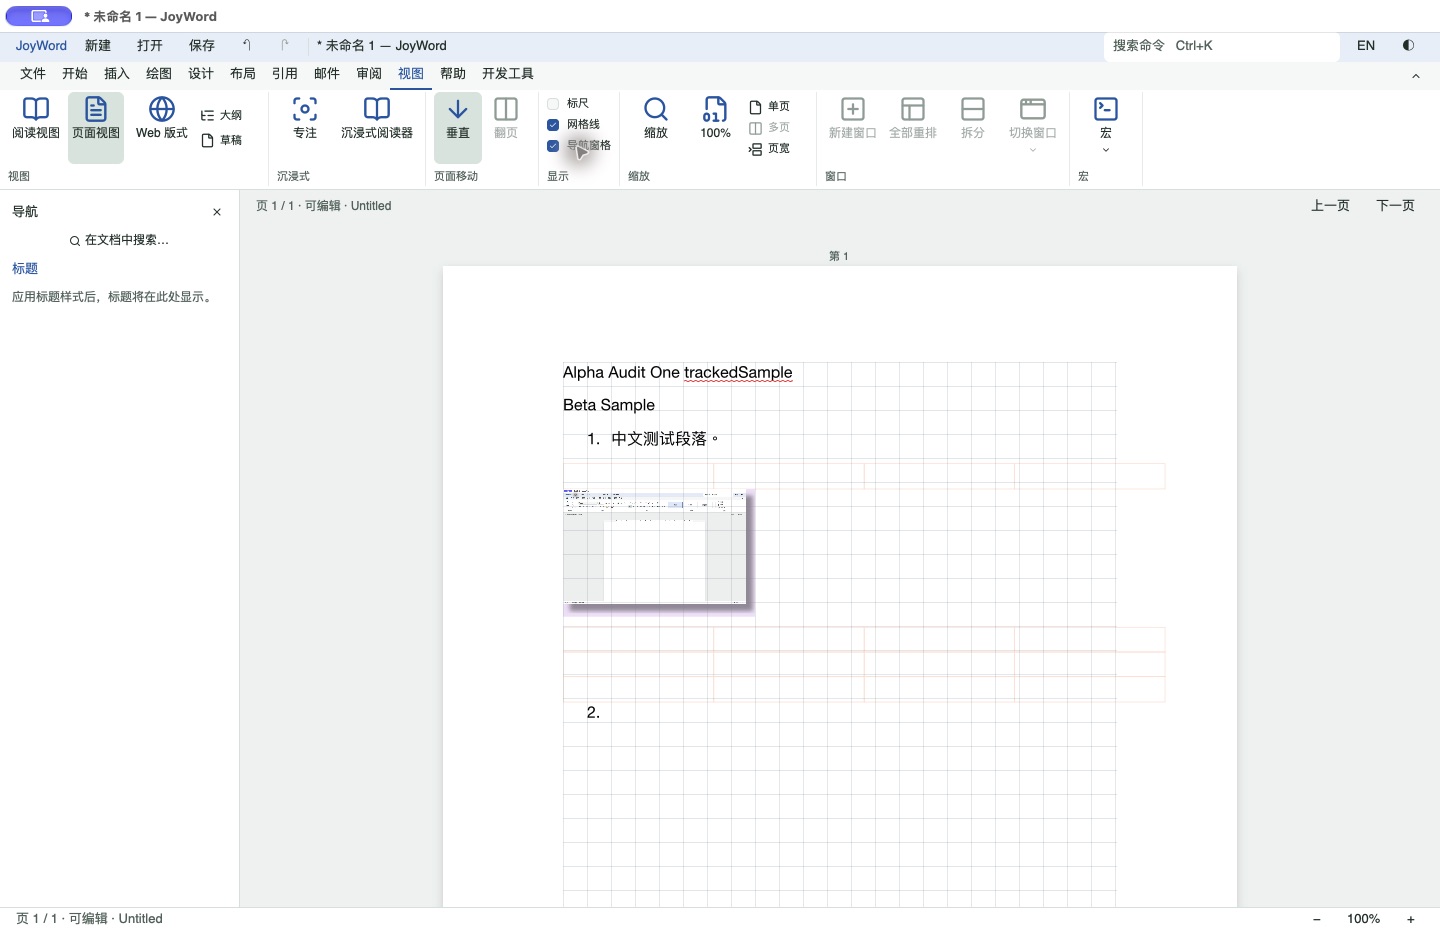 * 未命名 1 — JoyWord
JoyWord 新建 打开 保存 * 未命名 1 — JoyWord 搜索命令 Ctrl+K EN
文件 开始 插入 绘图 设计 布局 引用 邮件 审阅 视图 帮助 开发工具
阅读视图 页面视图 Web 版式 大纲 草稿
视图
专注 沉浸式阅读器
沉浸式
垂直 翻页
页面移动
标尺
网格线
导航窗格
显示
缩放 100% 单页 多页 页宽
缩放
新建窗口 全部重排 拆分 切换窗口
窗口
宏
宏
导航
在文档中搜索...
标题
应用标题样式后，标题将在此处显示。
页 1 / 1 · 可编辑 · Untitled 上一页 下一页
第 1
Alpha Audit One trackedSample
Beta Sample
1. 中文测试段落。
2.
页 1 / 1 · 可编辑 · Untitled − 100% +